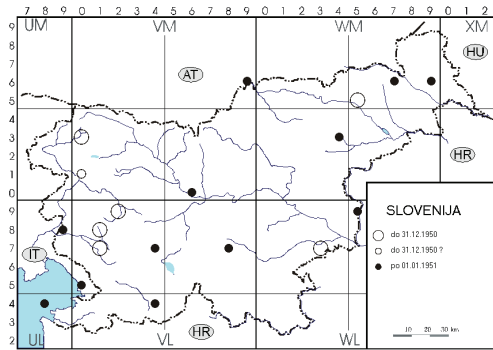 7 8 9 0 1 2 3 4 5 6 7 8 9 0 1 2 3 4 5 6 7 8 9 0 1 2
UM VM WM XM
9
8
7
6
5
4
3
2
1
0
9
8
7
6
5
4
3
2
AT
HU
HR
IT
HR
UL VL WL
SLOVENIJA
do 31.12.1950
do 31.12.1950 ?
po 01.01.1951
10 20 30 km